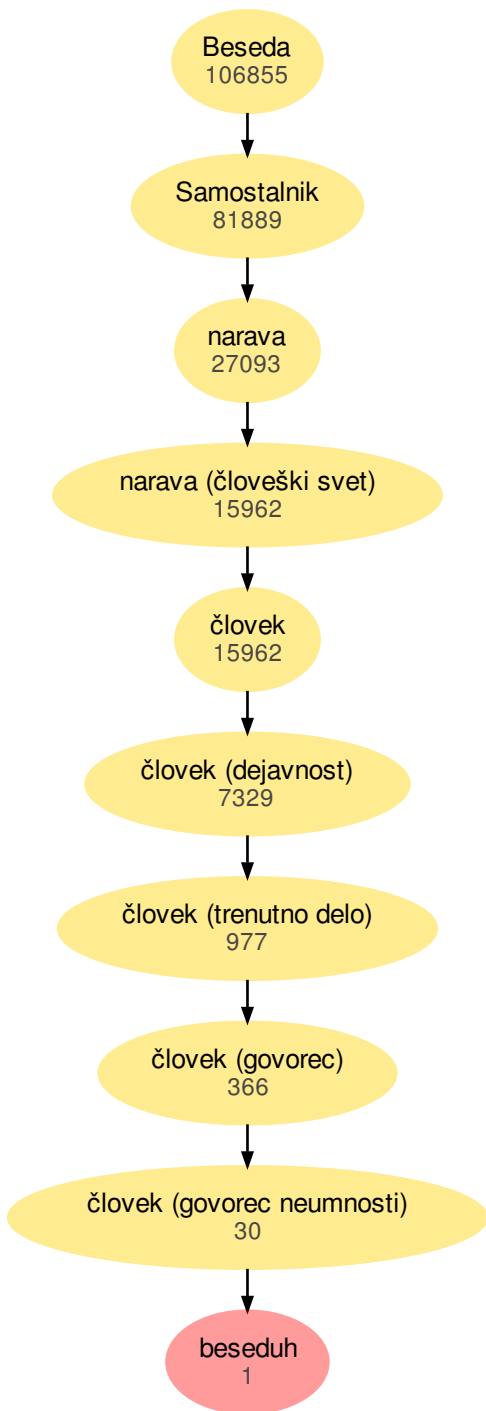 Beseda
106855
Samostalnik
81889
narava
27093
narava (človeški svet)
15962
človek
15962
človek (dejavnost)
7329
človek (trenutno delo)
977
človek (govorec)
366
človek (govorec neumnosti)
30
beseduh
1